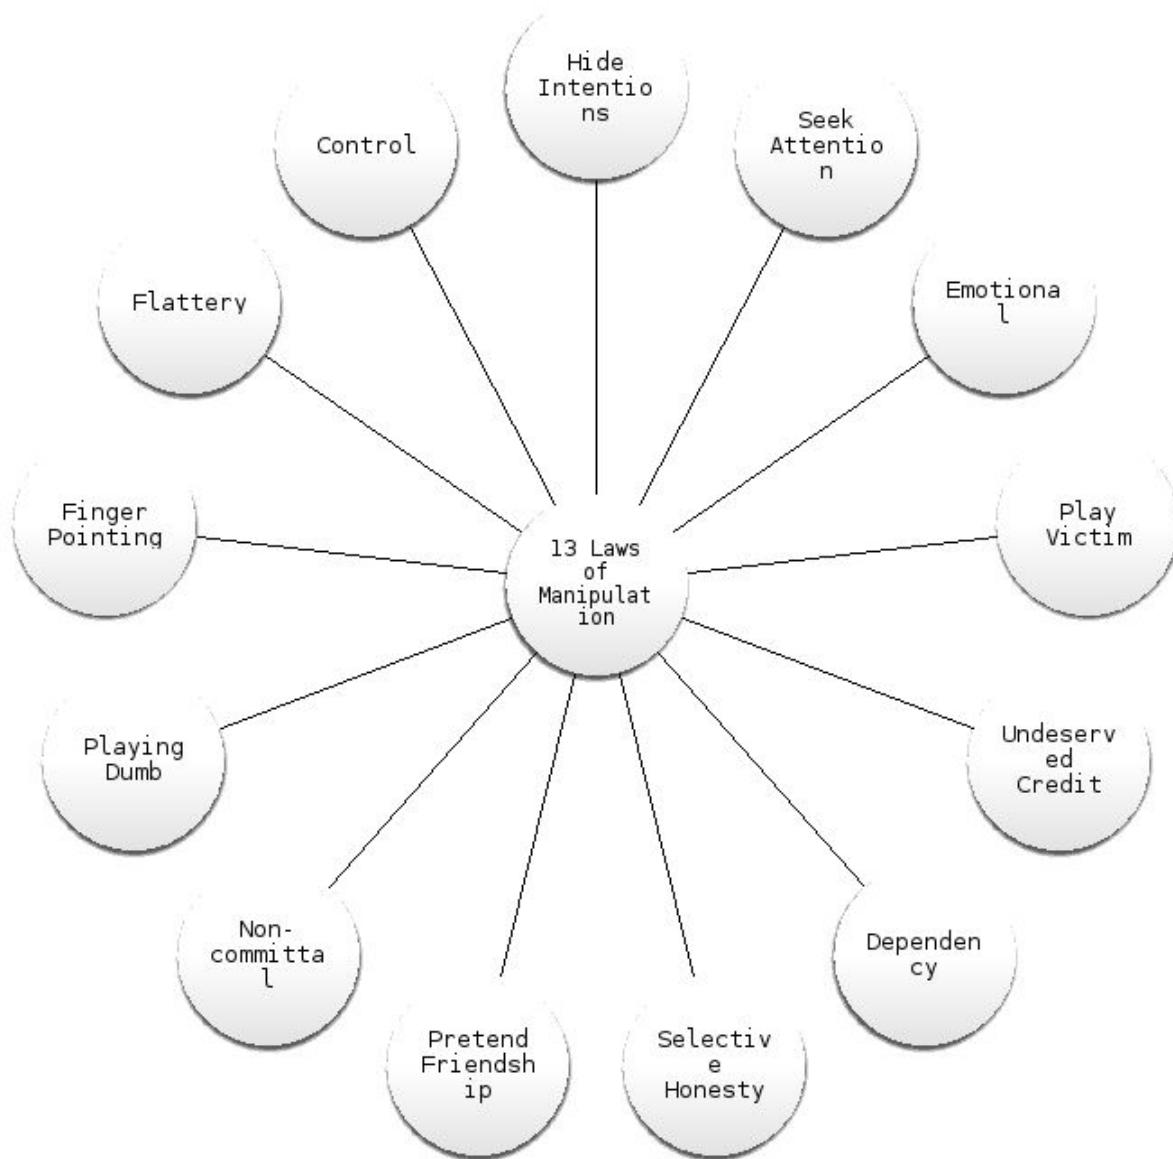 Hide
Intentio
ns
Seek
Attentio
n
Emotiona
l
Play
Victim
Undeserv
ed
Credit
Dependen
cy
Selectiv
e
Honesty
Pretend
Friendsh
ip
Non-
committa
l
Playing
Dumb
Finger
Pointing
Flattery
Control
13 Laws
of
Manipulat
ion